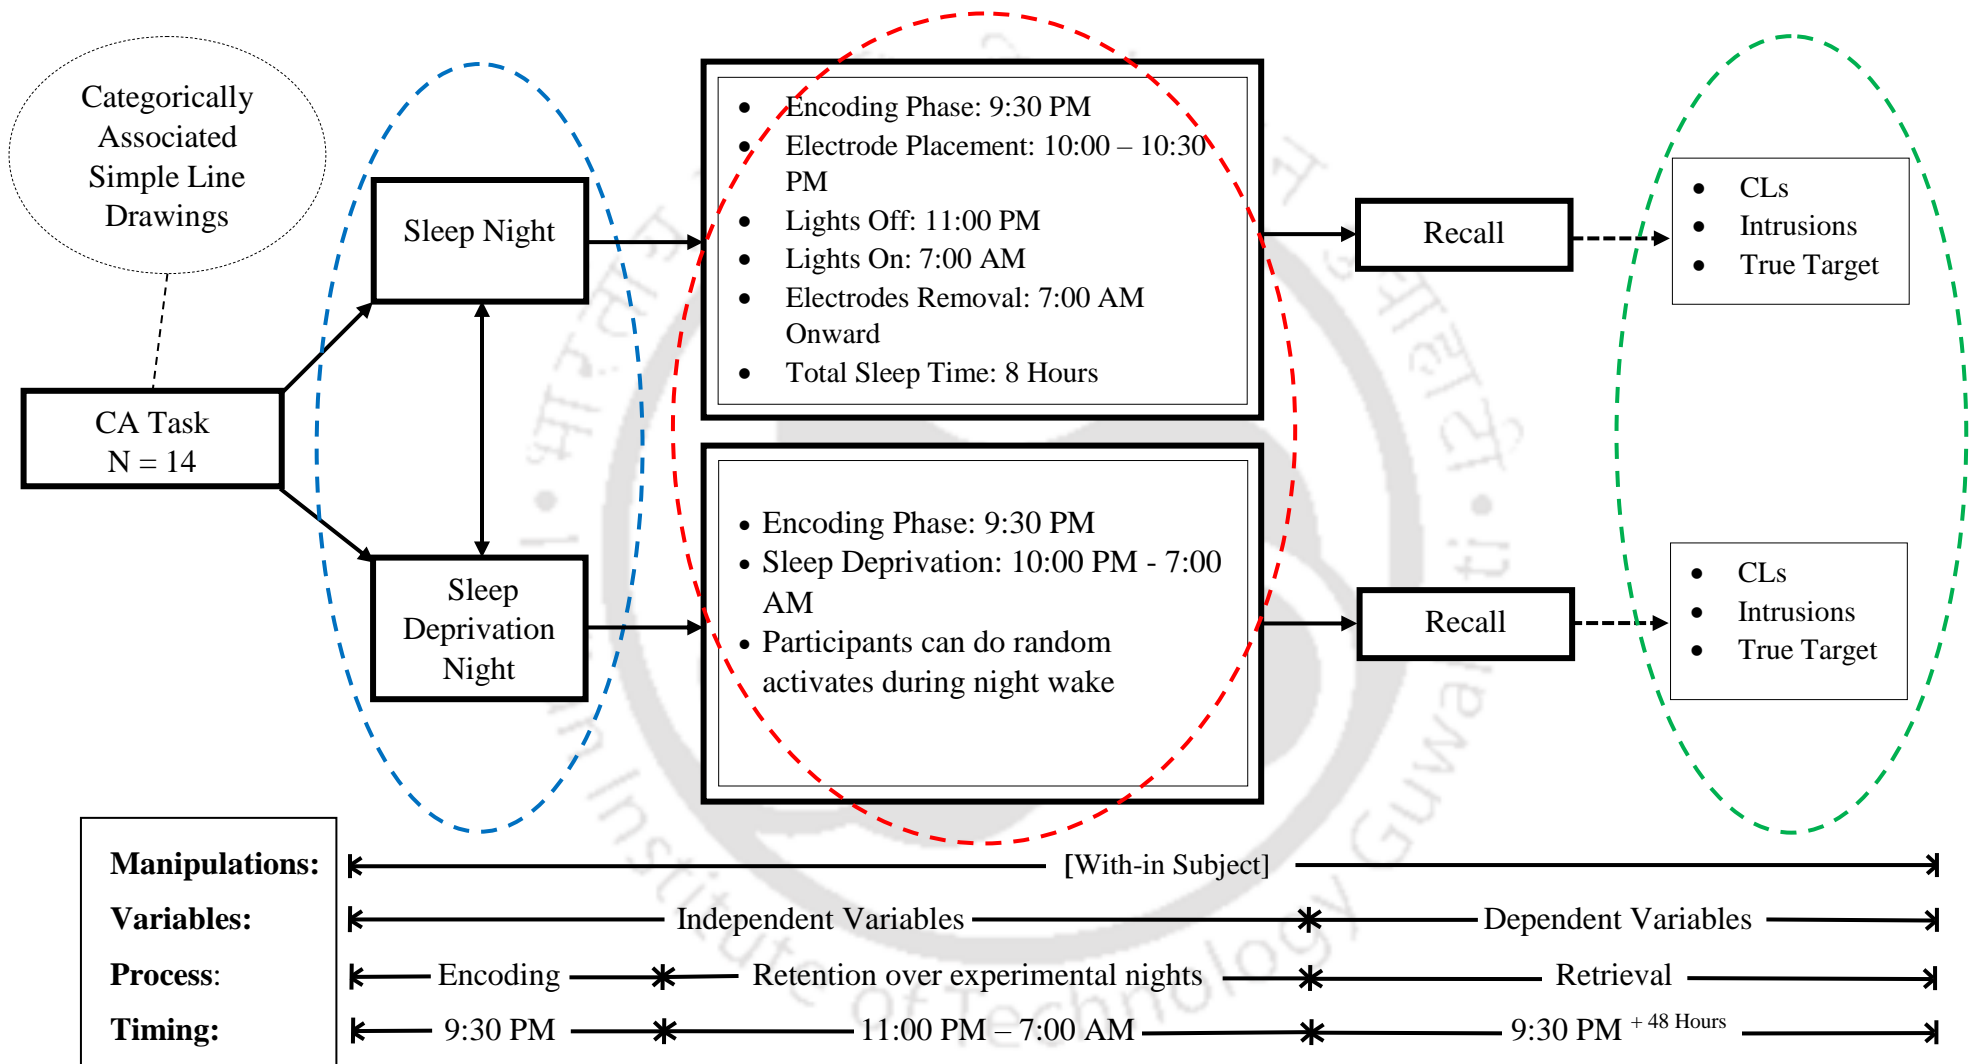 Categorically
Associated
Simple Line
Drawings
CA Task
N = 14
Sleep Night
Sleep
Deprivation
Night
• Encoding Phase: 9:30 PM
• Electrode Placement: 10:00 – 10:30
PM
• Lights Off: 11:00 PM
• Lights On: 7:00 AM
• Electrodes Removal: 7:00 AM
Onward
• Total Sleep Time: 8 Hours
• Encoding Phase: 9:30 PM
• Sleep Deprivation: 10:00 PM - 7:00
AM
• Participants can do random
activates during night wake
Recall
• CLs
• Intrusions
• True Target
Recall
• CLs
• Intrusions
• True Target
Manipulations: [With-in Subject]
Variables: Independent Variables Dependent Variables
Process: Encoding Retention over experimental nights Retrieval
Timing: 9:30 PM 11:00 PM – 7:00 AM 9:30 PM + 48 Hours
Institute of Technology Guwahati